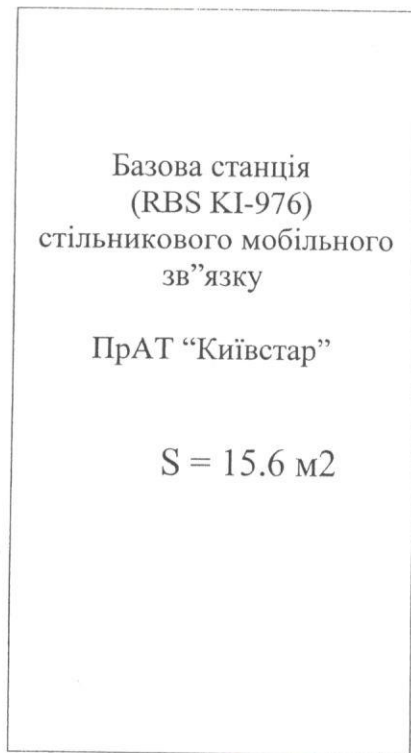 Базова станція
(RBS KI-976)
стільникового мобільного
зв”язку
ПрАТ “Київстар”
S = 15.6 м2